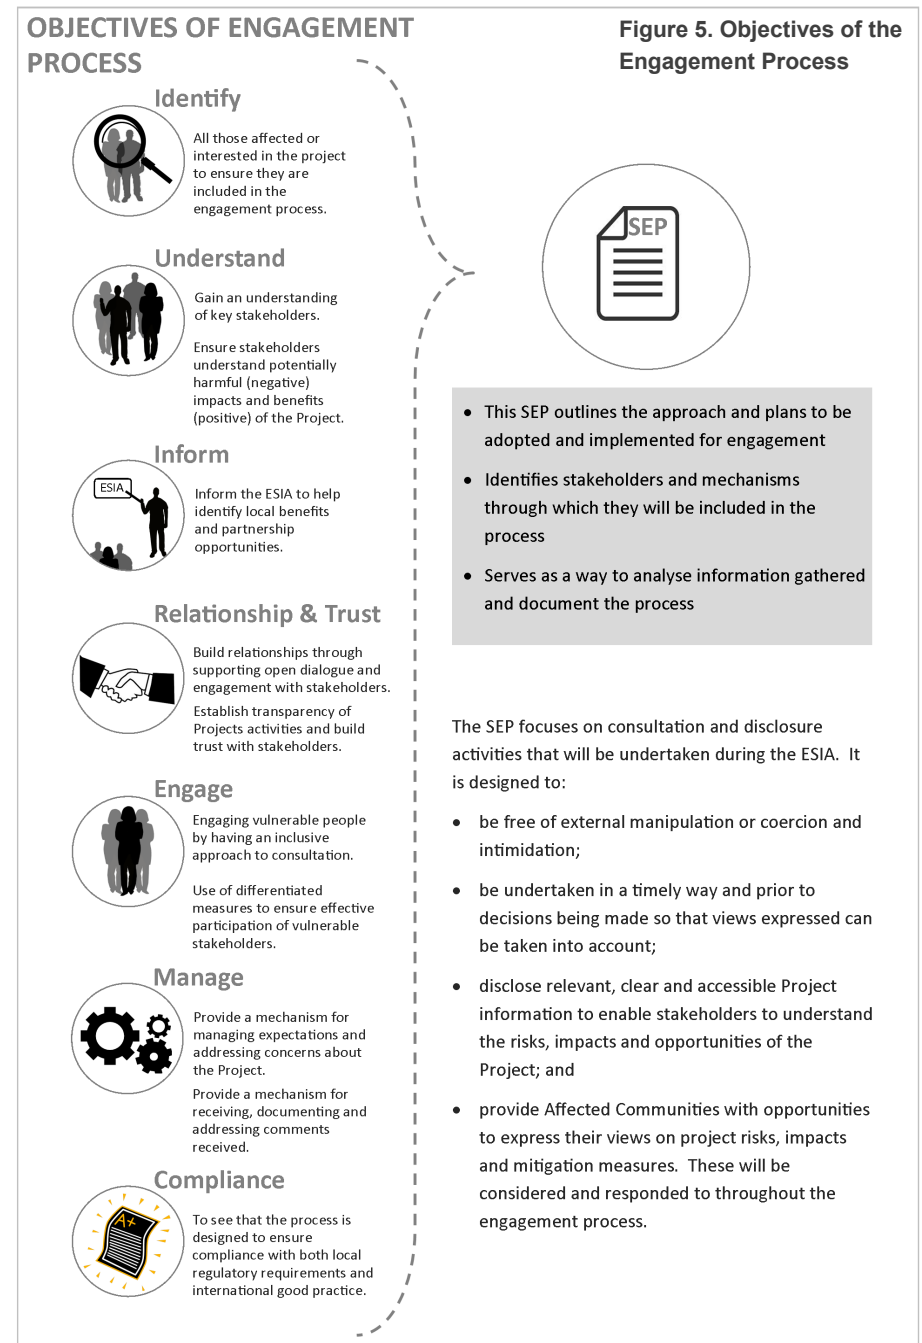 OBJECTIVES OF ENGAGEMENT
PROCESS
Figure 5. Objectives of the
Engagement Process
Identify
All those affected or
interested in the project
to ensure they are
included in the
engagement process.
Understand
Gain an understanding
of key stakeholders.
Ensure stakeholders
understand potentially
harmful (negative)
impacts and benefits
(positive) of the Project.
Inform
ESIA
Inform the ESIA to help
identify local benefits
and partnership
opportunities.
Relationship & Trust
Build relationships through
supporting open dialogue and
engagement with stakeholders.
Establish transparency of
Projects activities and build
trust with stakeholders.
Engage
Engaging vulnerable people
by having an inclusive
approach to consultation.
Use of differentiated
measures to ensure effective
participation of vulnerable
stakeholders.
Manage
Provide a mechanism for
managing expectations and
addressing concerns about
the Project.
Provide a mechanism for
receiving, documenting and
addressing comments
received.
Compliance
A+
To see that the process is
designed to ensure
compliance with both local
regulatory requirements and
international good practice.
SEP
• This SEP outlines the approach and plans to be
adopted and implemented for engagement
• Identifies stakeholders and mechanisms
through which they will be included in the
process
• Serves as a way to analyse information gathered
and document the process
The SEP focuses on consultation and disclosure
activities that will be undertaken during the ESIA.  It
is designed to:
• be free of external manipulation or coercion and
intimidation;
• be undertaken in a timely way and prior to
decisions being made so that views expressed can
be taken into account;
• disclose relevant, clear and accessible Project
information to enable stakeholders to understand
the risks, impacts and opportunities of the
Project; and
• provide Affected Communities with opportunities
to express their views on project risks, impacts
and mitigation measures.  These will be
considered and responded to throughout the
engagement process.